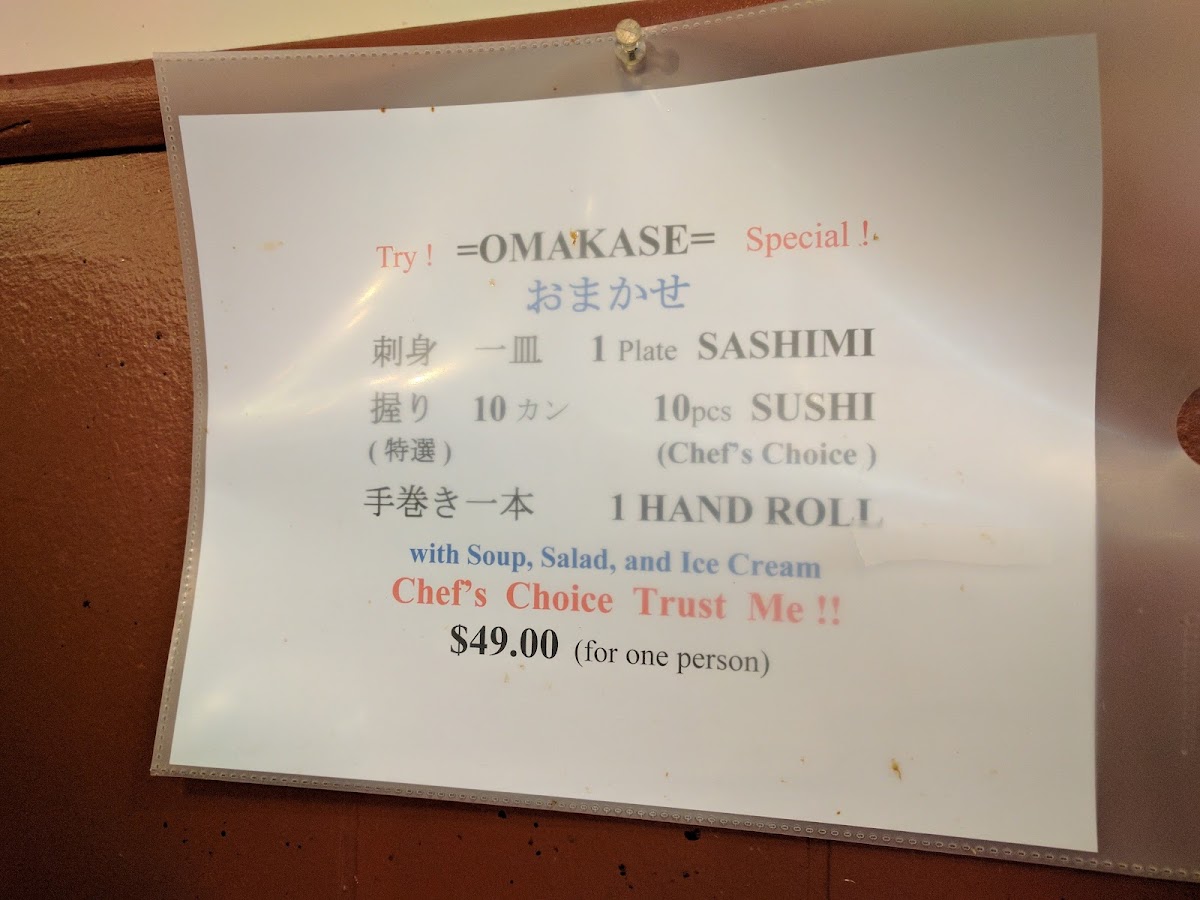 Try ! =OMAKASE= Special !
おまかせ
刺身 一皿 1 Plate SASHIMI
握り 10 カン 10pcs SUSHI
( 特選 ) (Chef's Choice )
手巻き一本 1 HAND ROLL
with Soup, Salad, and Ice Cream
Chef's Choice Trust Me !!
$49.00 (for one person)